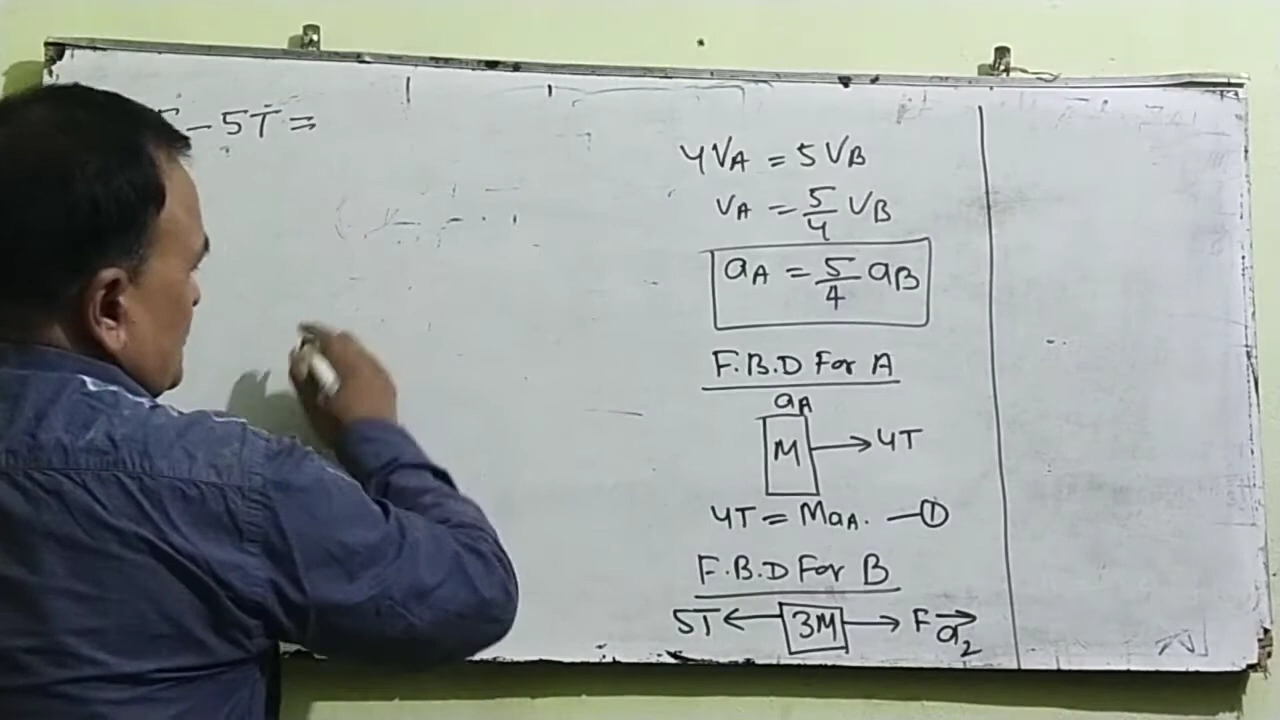 - 5T =
4VA = 5VB
VA = 5/4 VB
aA = 5/4 aB
F.B.D For A
aA
M → 4T
4T = MaA. —①
F.B.D For B
5T ← 3M → F a₂